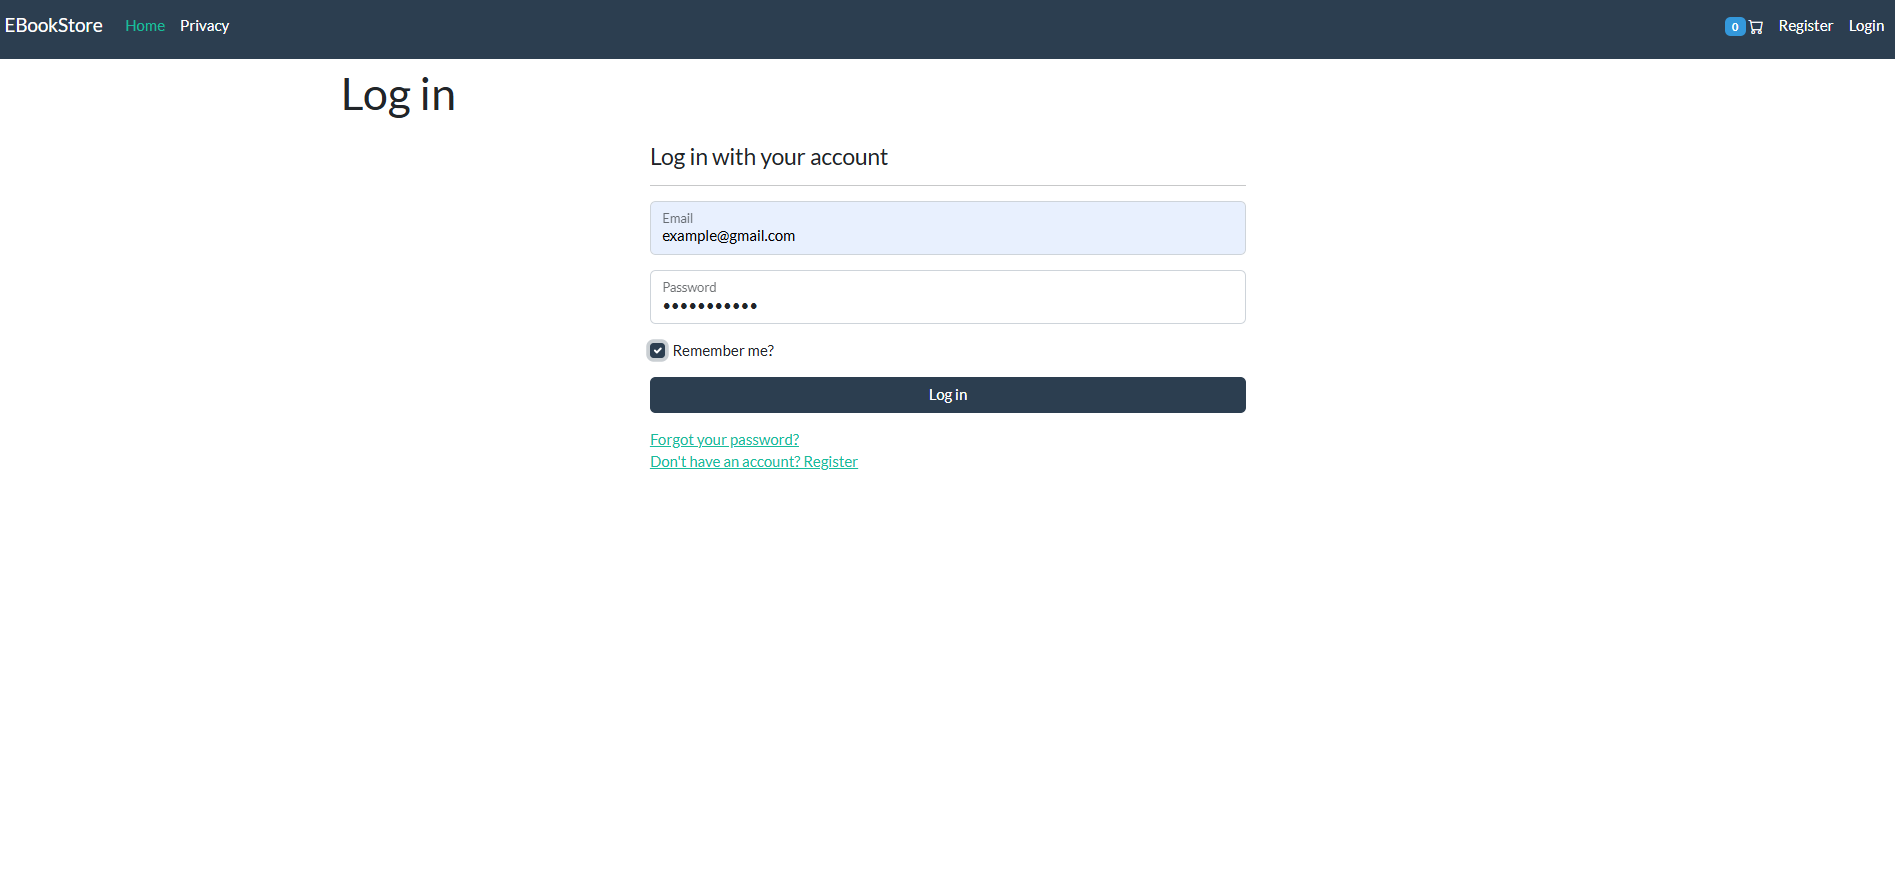 EBookStore Home Privacy 0 Register Login
Log in
Log in with your account
Email
example@gmail.com
Password
•••••••••••
Remember me?
Log in
Forgot your password?
Don't have an account? Register